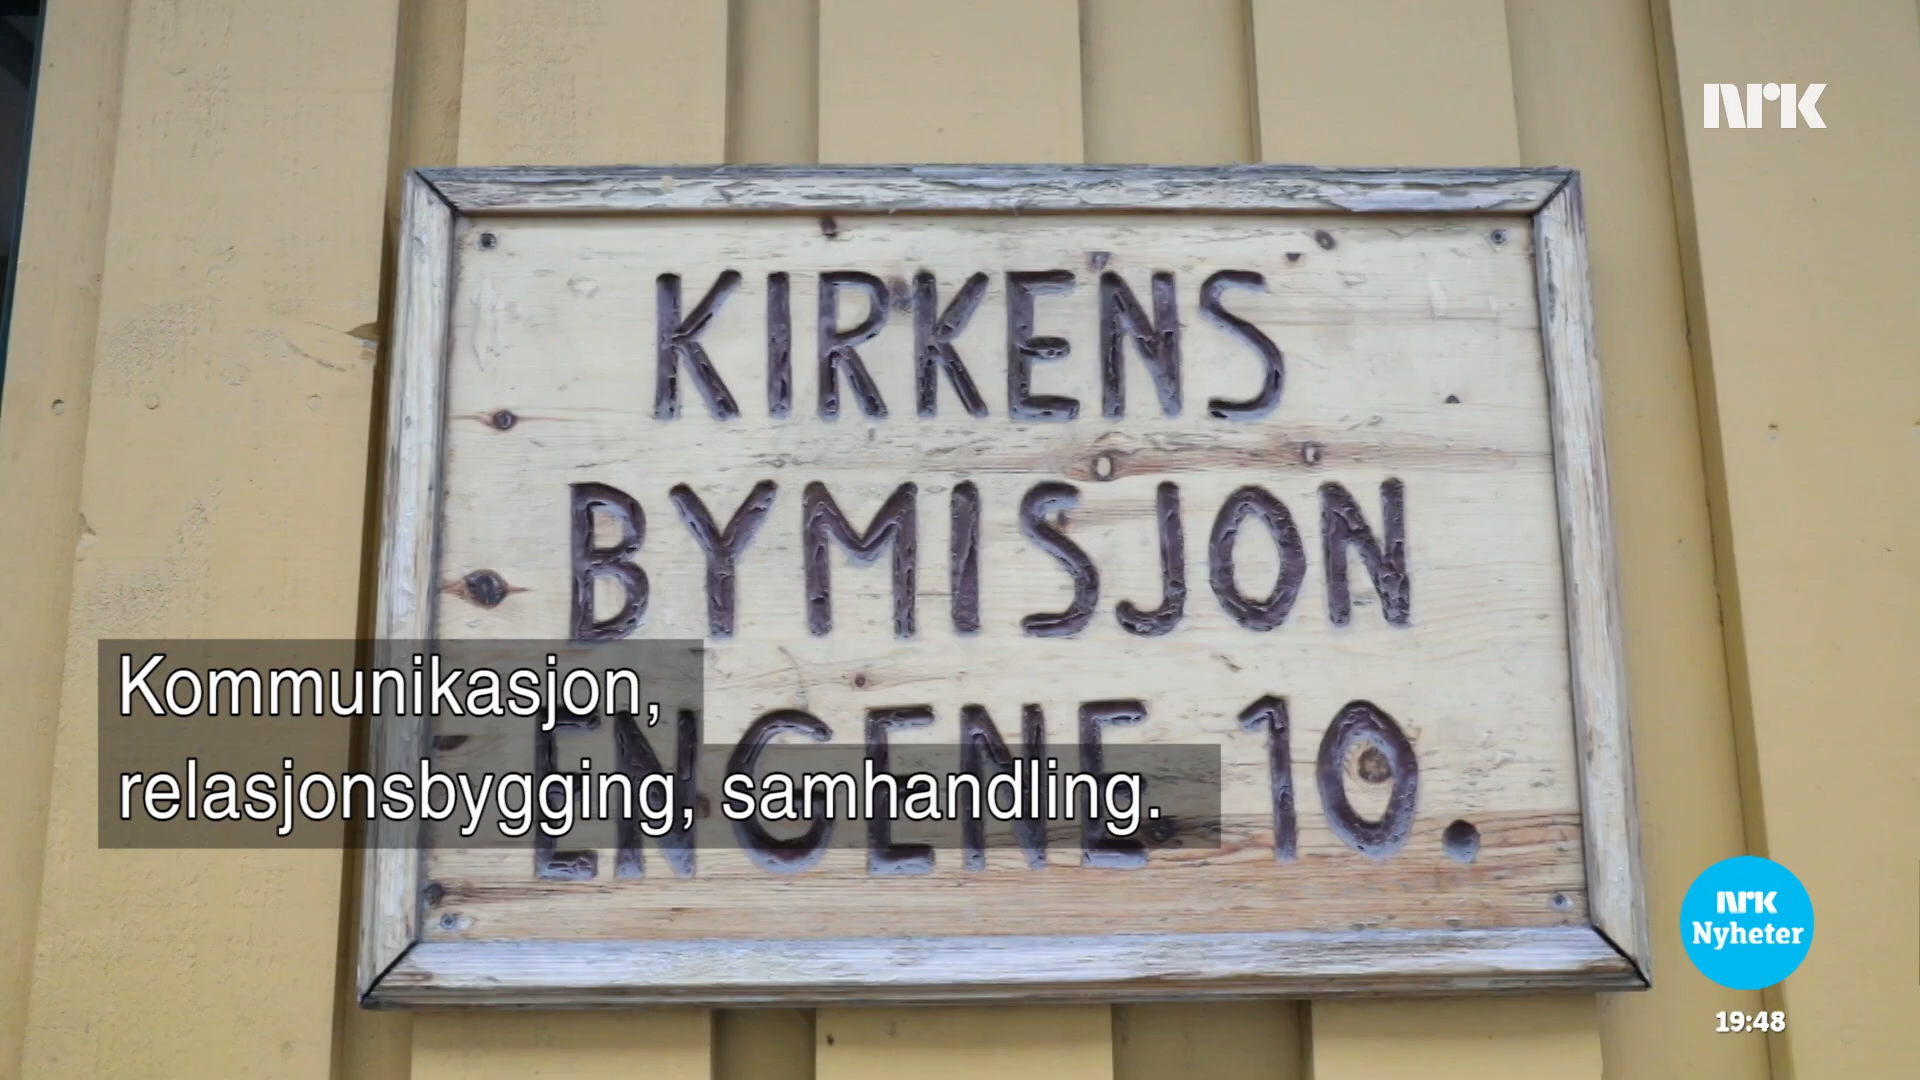 nrk
KIRKENS
BYMISJON
ENGENE 10.
Kommunikasjon,
relasjonsbygging, samhandling.
nrk
Nyheter
19:48